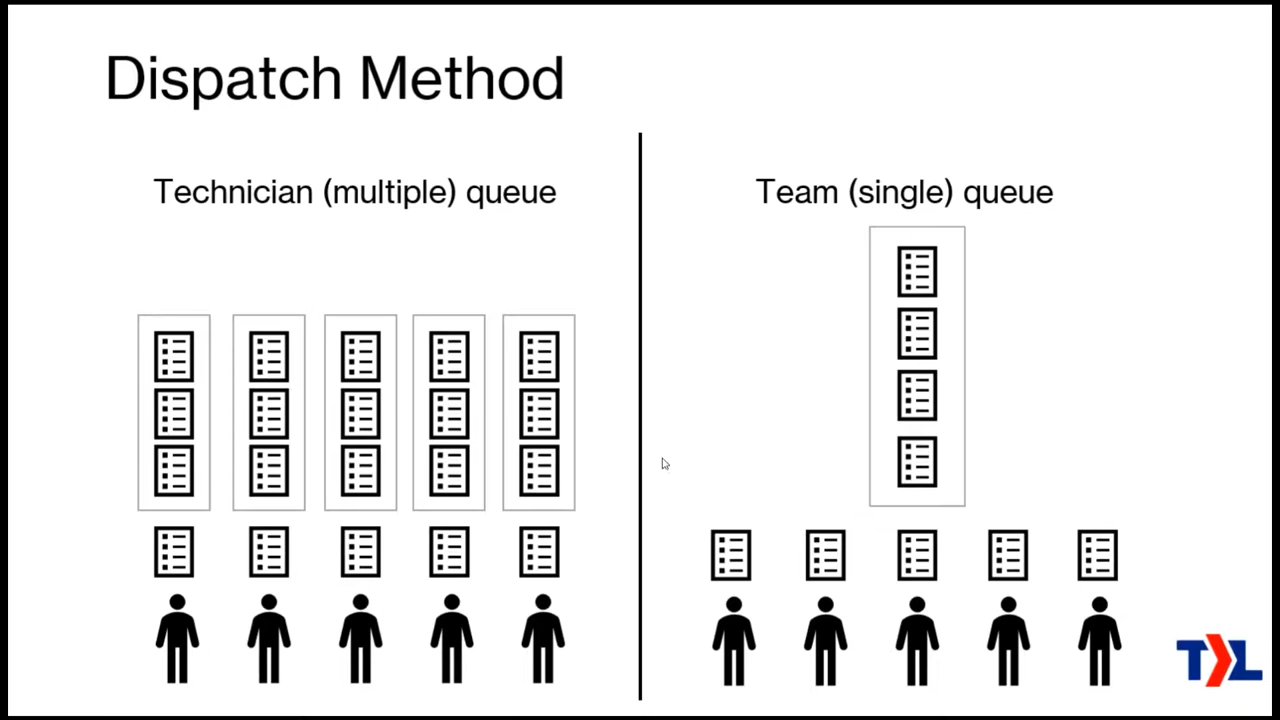 Dispatch Method
Technician (multiple) queue
Team (single) queue
TXL